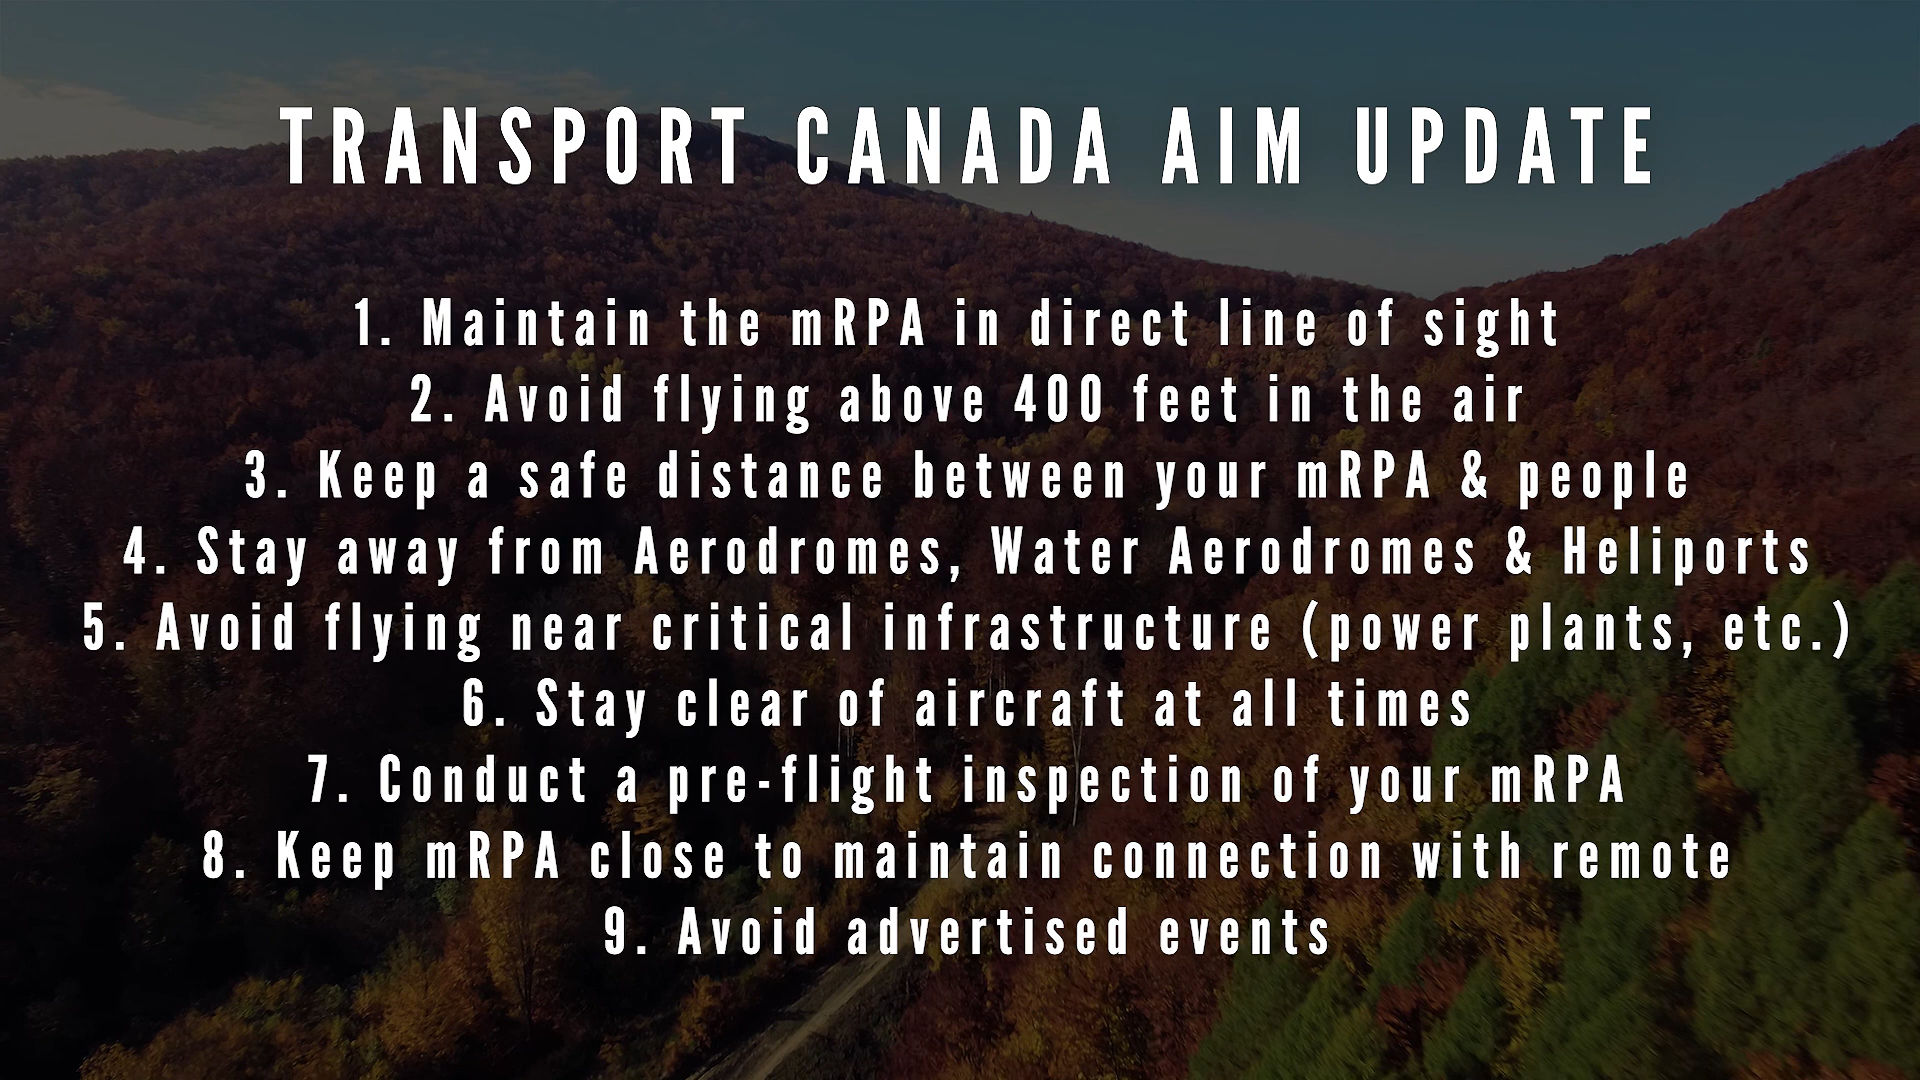 TRANSPORT CANADA AIM UPDATE
1. Maintain the mRPA in direct line of sight
2. Avoid flying above 400 feet in the air
3. Keep a safe distance between your mRPA & people
4. Stay away from Aerodromes, Water Aerodromes & Heliports
5. Avoid flying near critical infrastructure (power plants, etc.)
6. Stay clear of aircraft at all times
7. Conduct a pre-flight inspection of your mRPA
8. Keep mRPA close to maintain connection with remote
9. Avoid advertised events